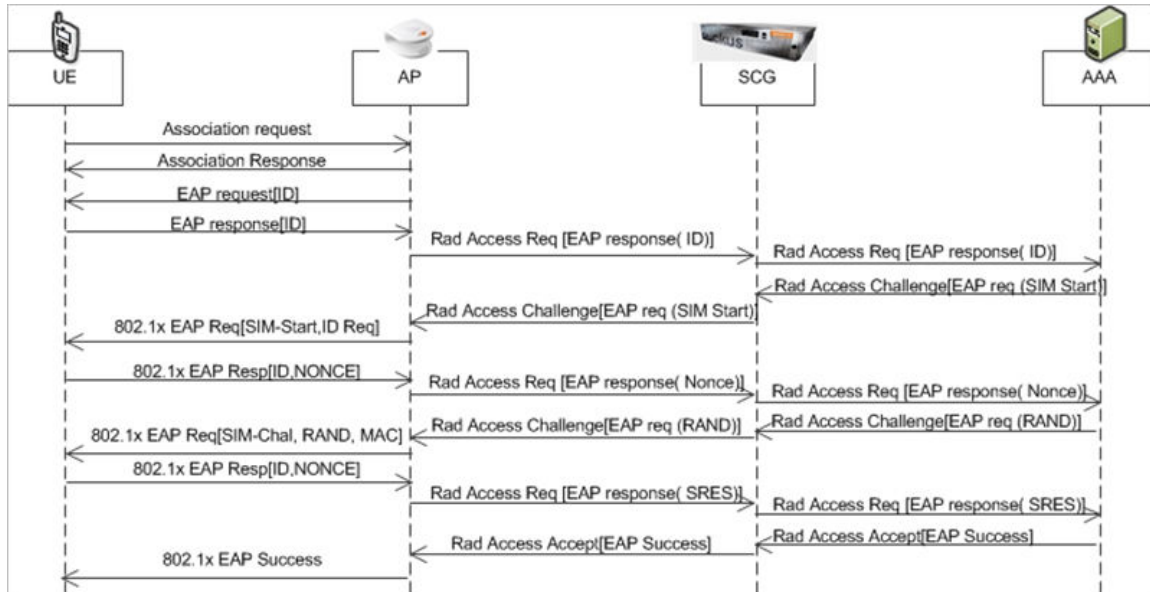 UE
AP
SCG
AAA
Association request
Association Response
EAP request[ID]
EAP response[ID]
Rad Access Req [EAP response( ID)]
Rad Access Req [EAP response( ID)]
Rad Access Challenge[EAP req (SIM Start)]
Rad Access Challenge[EAP req (SIM Start)]
802.1x EAP Req[SIM-Start,ID Req]
802.1x EAP Resp[ID,NONCE]
Rad Access Req [EAP response( Nonce)]
Rad Access Req [EAP response( Nonce)]
Rad Access Challenge[EAP req (RAND)]
Rad Access Challenge[EAP req (RAND)]
802.1x EAP Req[SIM-Chal, RAND, MAC]
802.1x EAP Resp[ID,NONCE]
Rad Access Req [EAP response( SRES)]
Rad Access Req [EAP response( SRES)]
Rad Access Accept[EAP Success]
Rad Access Accept[EAP Success]
802.1x EAP Success